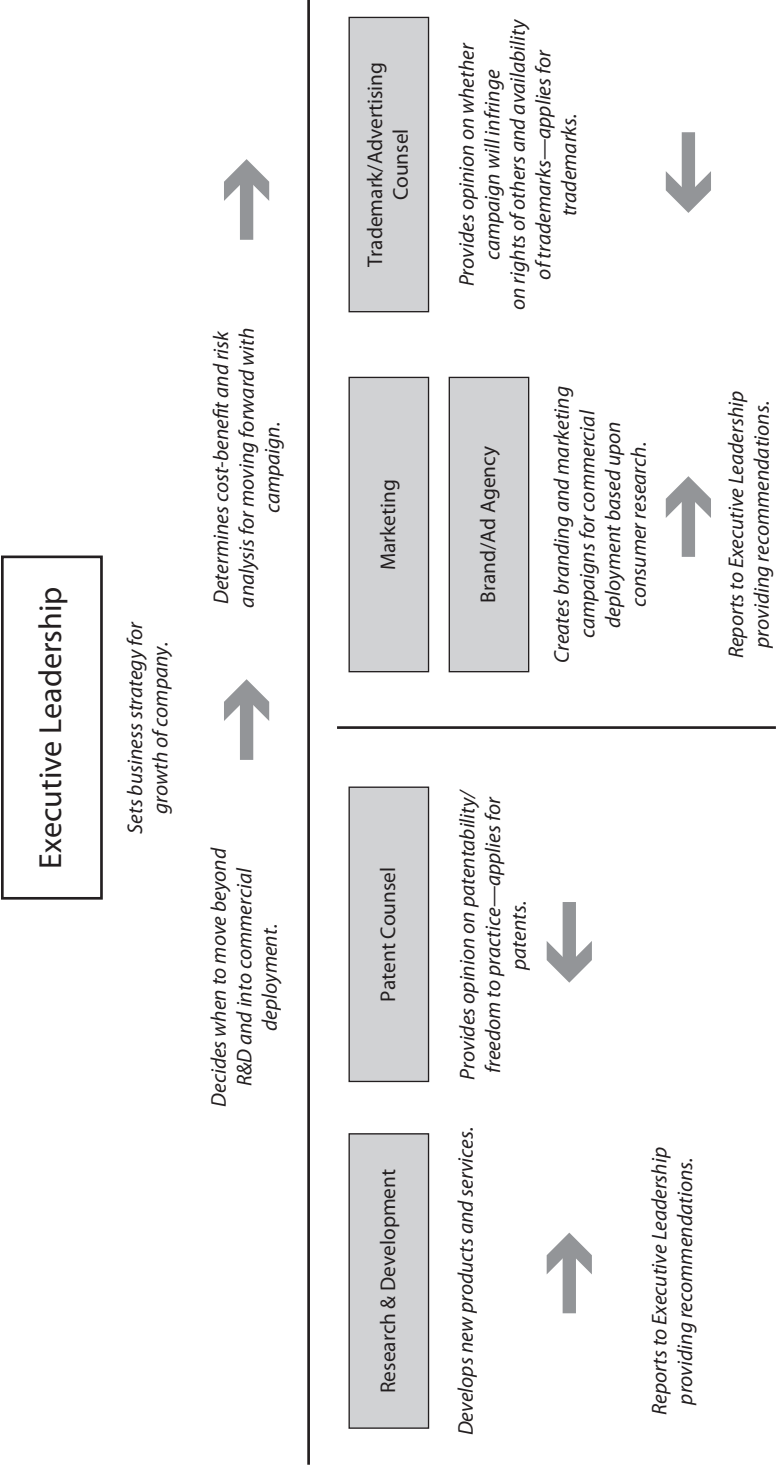 Executive Leadership
Sets business strategy for
growth of company.
Decides when to move beyond
R&D and into commercial
deployment.
Determines cost-benefit and risk
analysis for moving forward with
campaign.
Research & Development
Develops new products and services.
Reports to Executive Leadership
providing recommendations.
Patent Counsel
Provides opinion on patentability/
freedom to practice—applies for
patents.
Marketing
Brand/Ad Agency
Creates branding and marketing
campaigns for commercial
deployment based upon
consumer research.
Reports to Executive Leadership
providing recommendations.
Trademark/Advertising
Counsel
Provides opinion on whether
campaign will infringe
on rights of others and availability
of trademarks—applies for
trademarks.